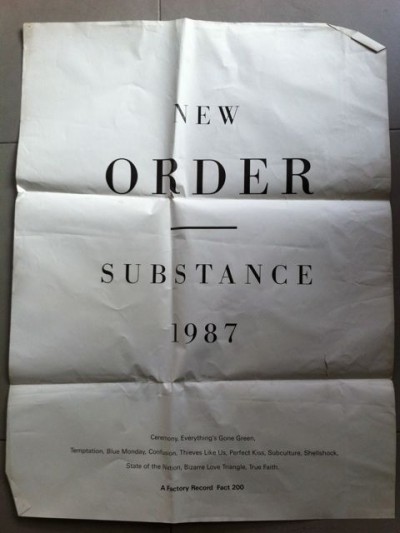 NEW
ORDER
SUBSTANCE
1987
Ceremony, Everything's Gone Green,
Temptation, Blue Monday, Confusion, Thieves Like Us, Perfect Kiss, Subculture, Shellshock,
State of the Nation, Bizarre Love Triangle, True Faith.
A Factory Record Fact 200